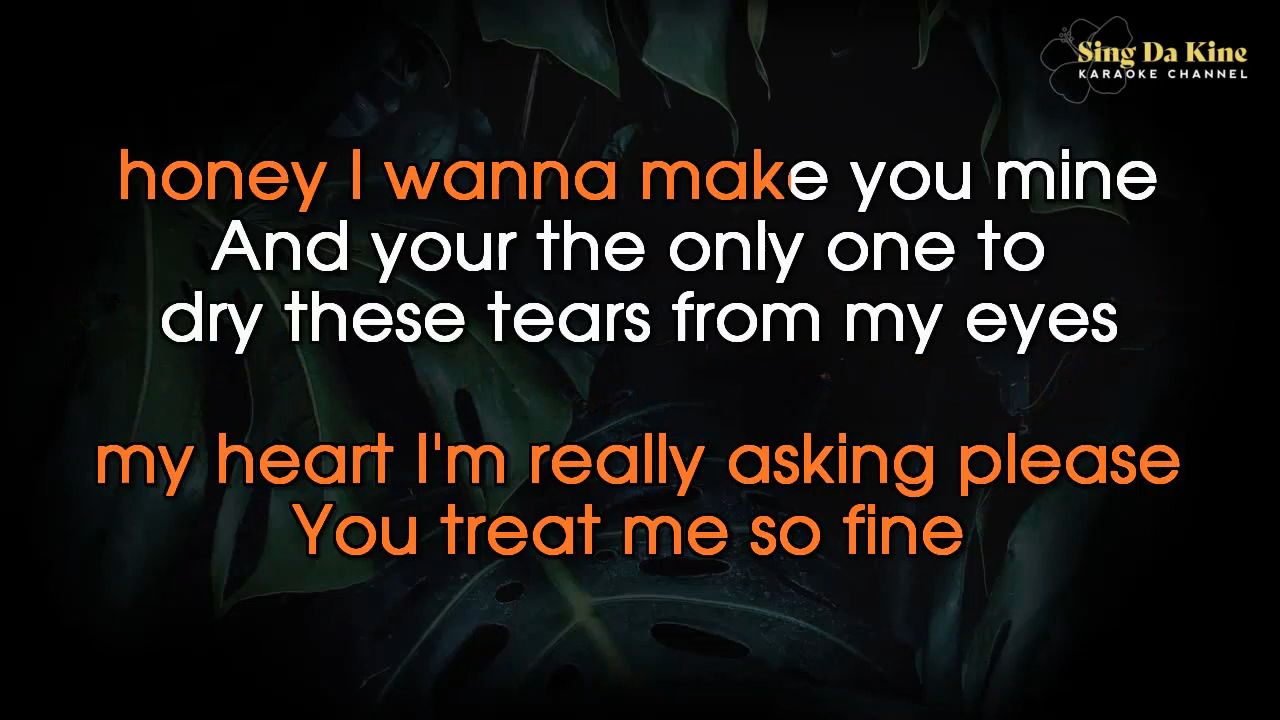 Sing Da Kine
KARAOKE CHANNEL
honey I wanna make you mine
And your the only one to
dry these tears from my eyes
my heart I'm really asking please
You treat me so fine